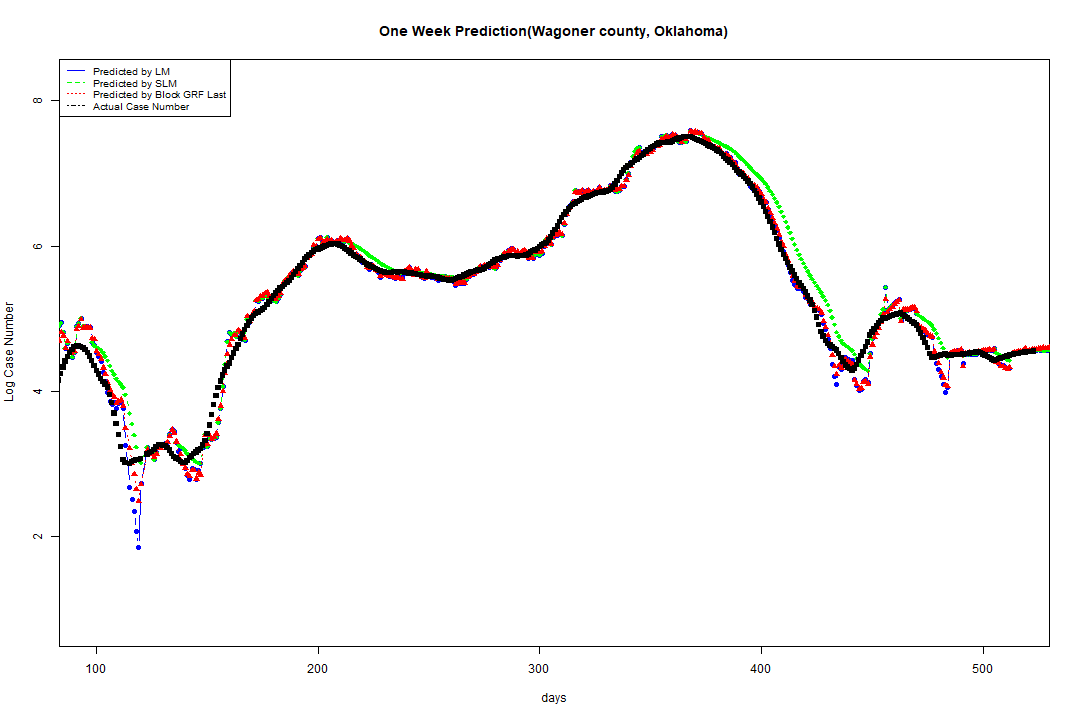 One Week Prediction(Wagoner county, Oklahoma)
Predicted by LM
Predicted by SLM
Predicted by Block GRF Last
Actual Case Number
8
6
4
2
Log Case Number
100 200 300 400 500
days